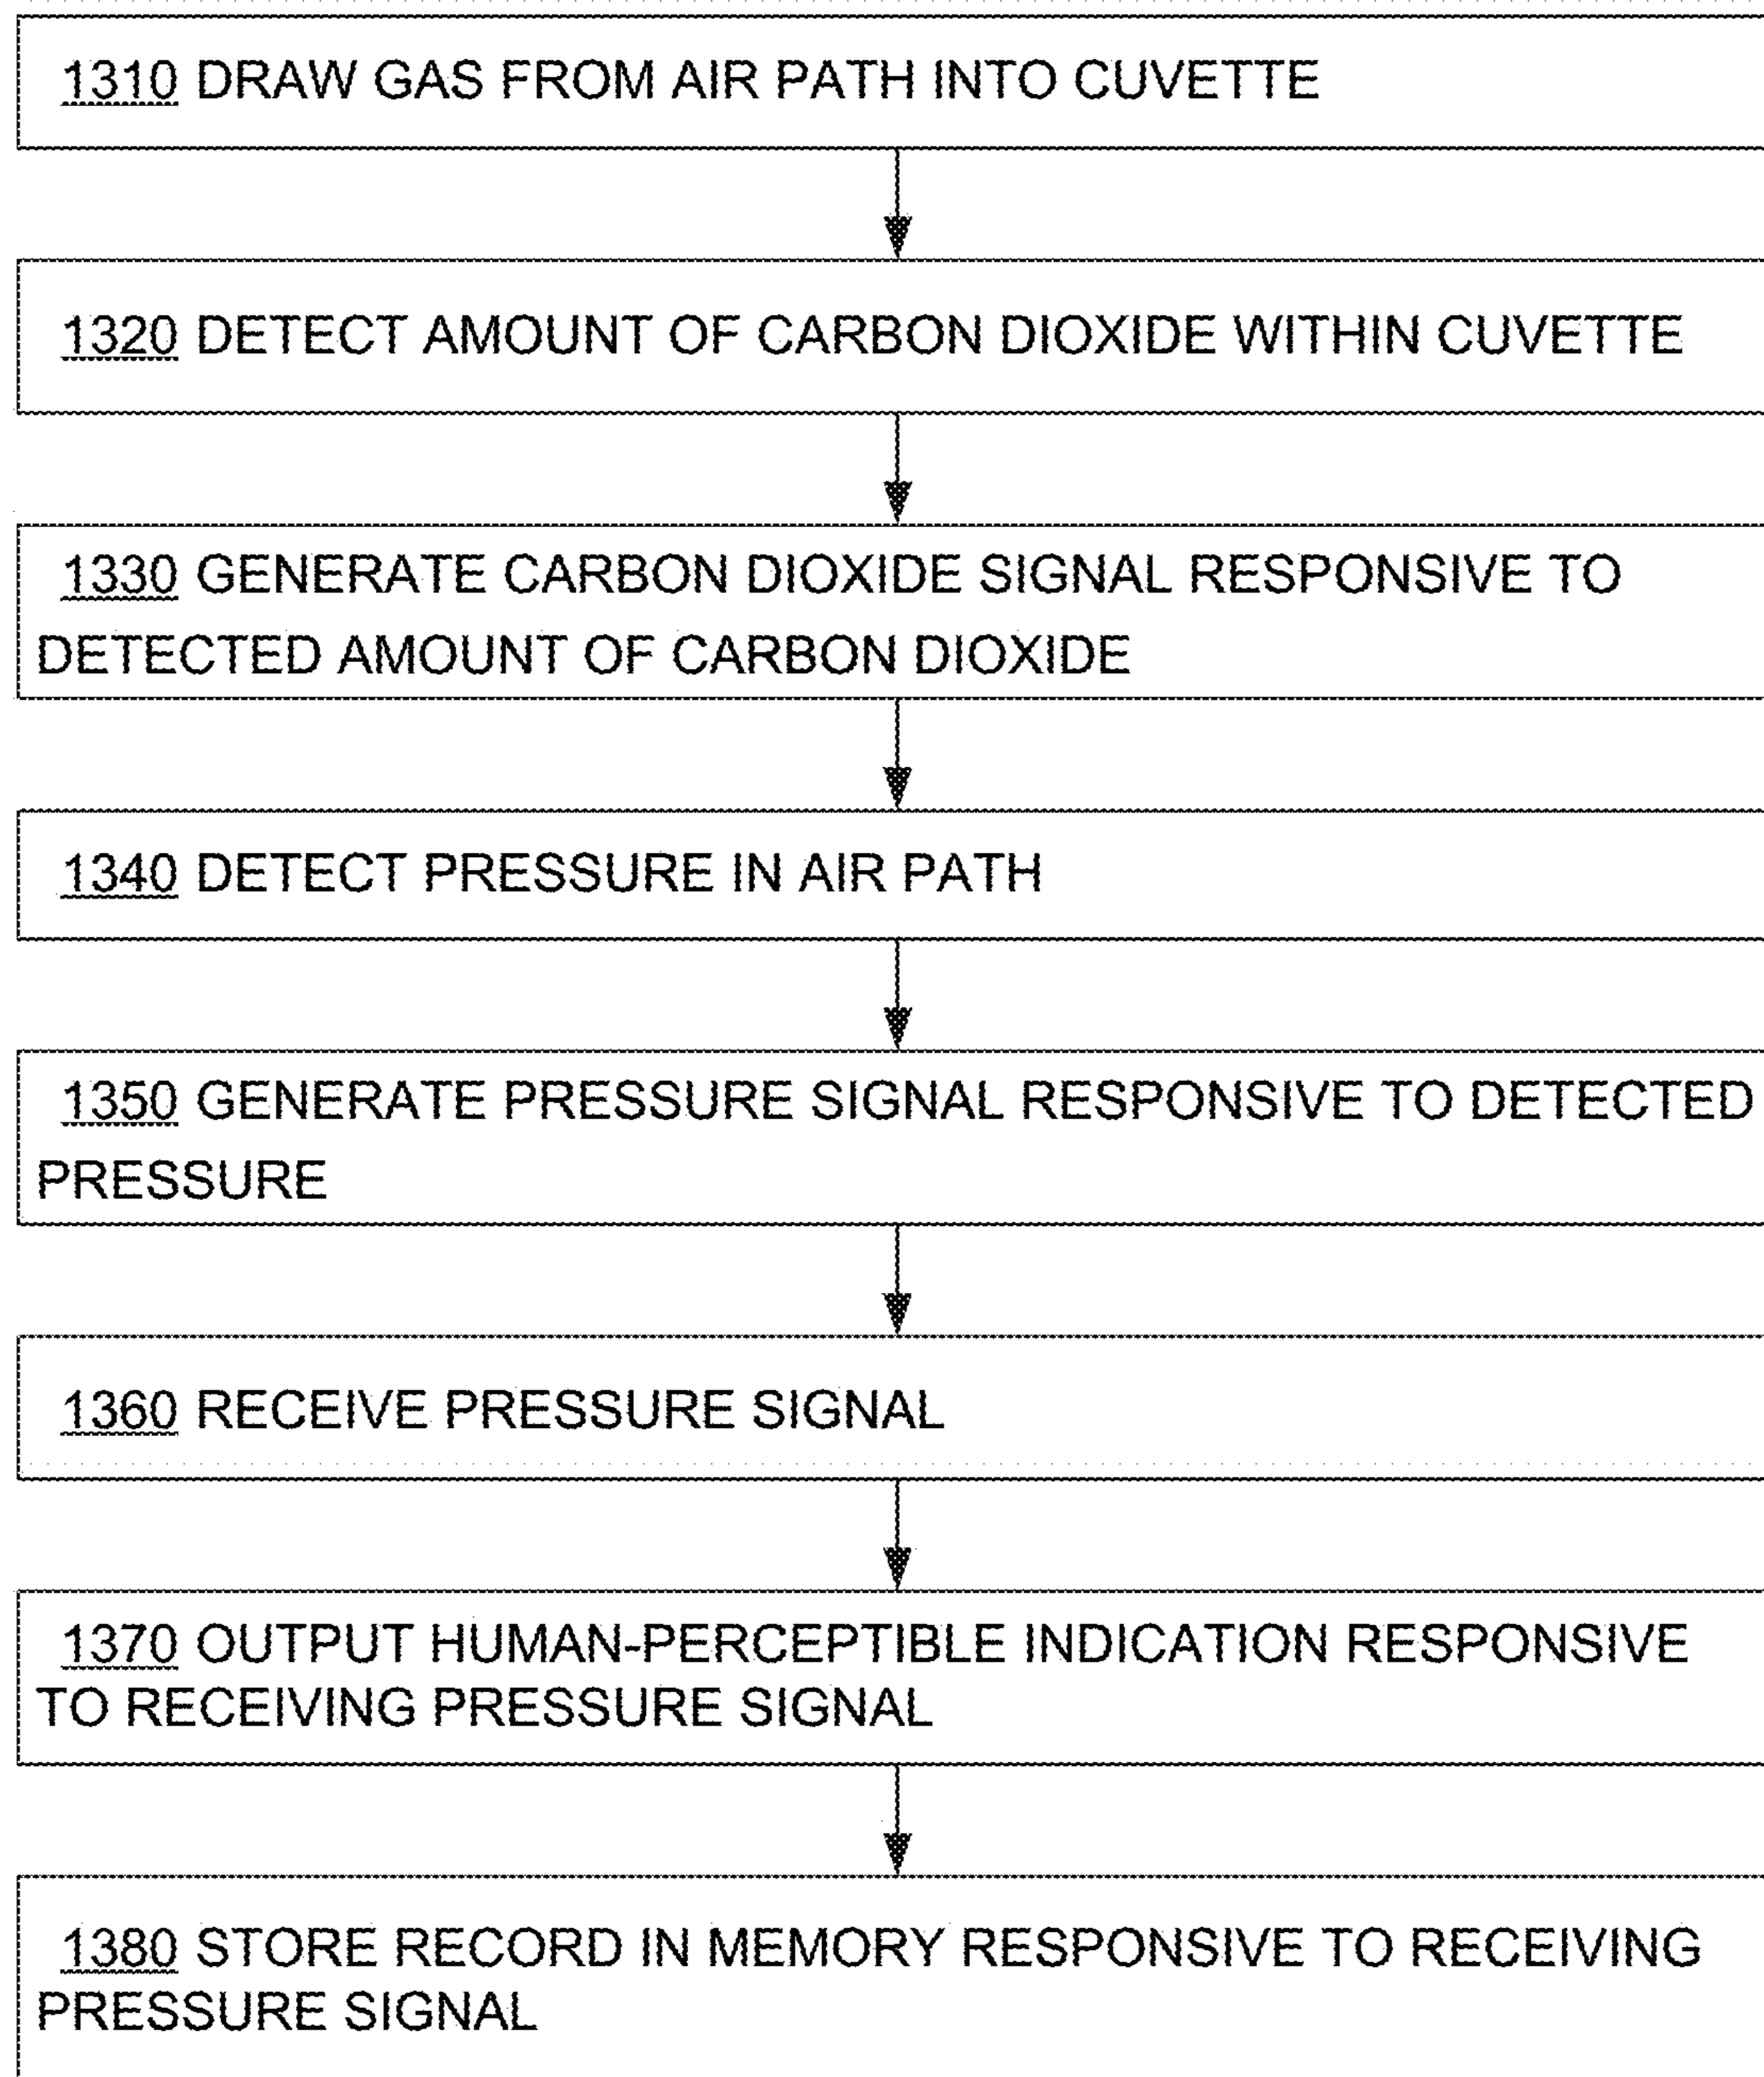 1310 DRAW GAS FROM AIR PATH INTO CUVETTE
1320 DETECT AMOUNT OF CARBON DIOXIDE WITHIN CUVETTE
1330 GENERATE CARBON DIOXIDE SIGNAL RESPONSIVE TO
DETECTED AMOUNT OF CARBON DIOXIDE
1340 DETECT PRESSURE IN AIR PATH
1350 GENERATE PRESSURE SIGNAL RESPONSIVE TO DETECTED
PRESSURE
1360 RECEIVE PRESSURE SIGNAL
1370 OUTPUT HUMAN-PERCEPTIBLE INDICATION RESPONSIVE
TO RECEIVING PRESSURE SIGNAL
1380 STORE RECORD IN MEMORY RESPONSIVE TO RECEIVING
PRESSURE SIGNAL